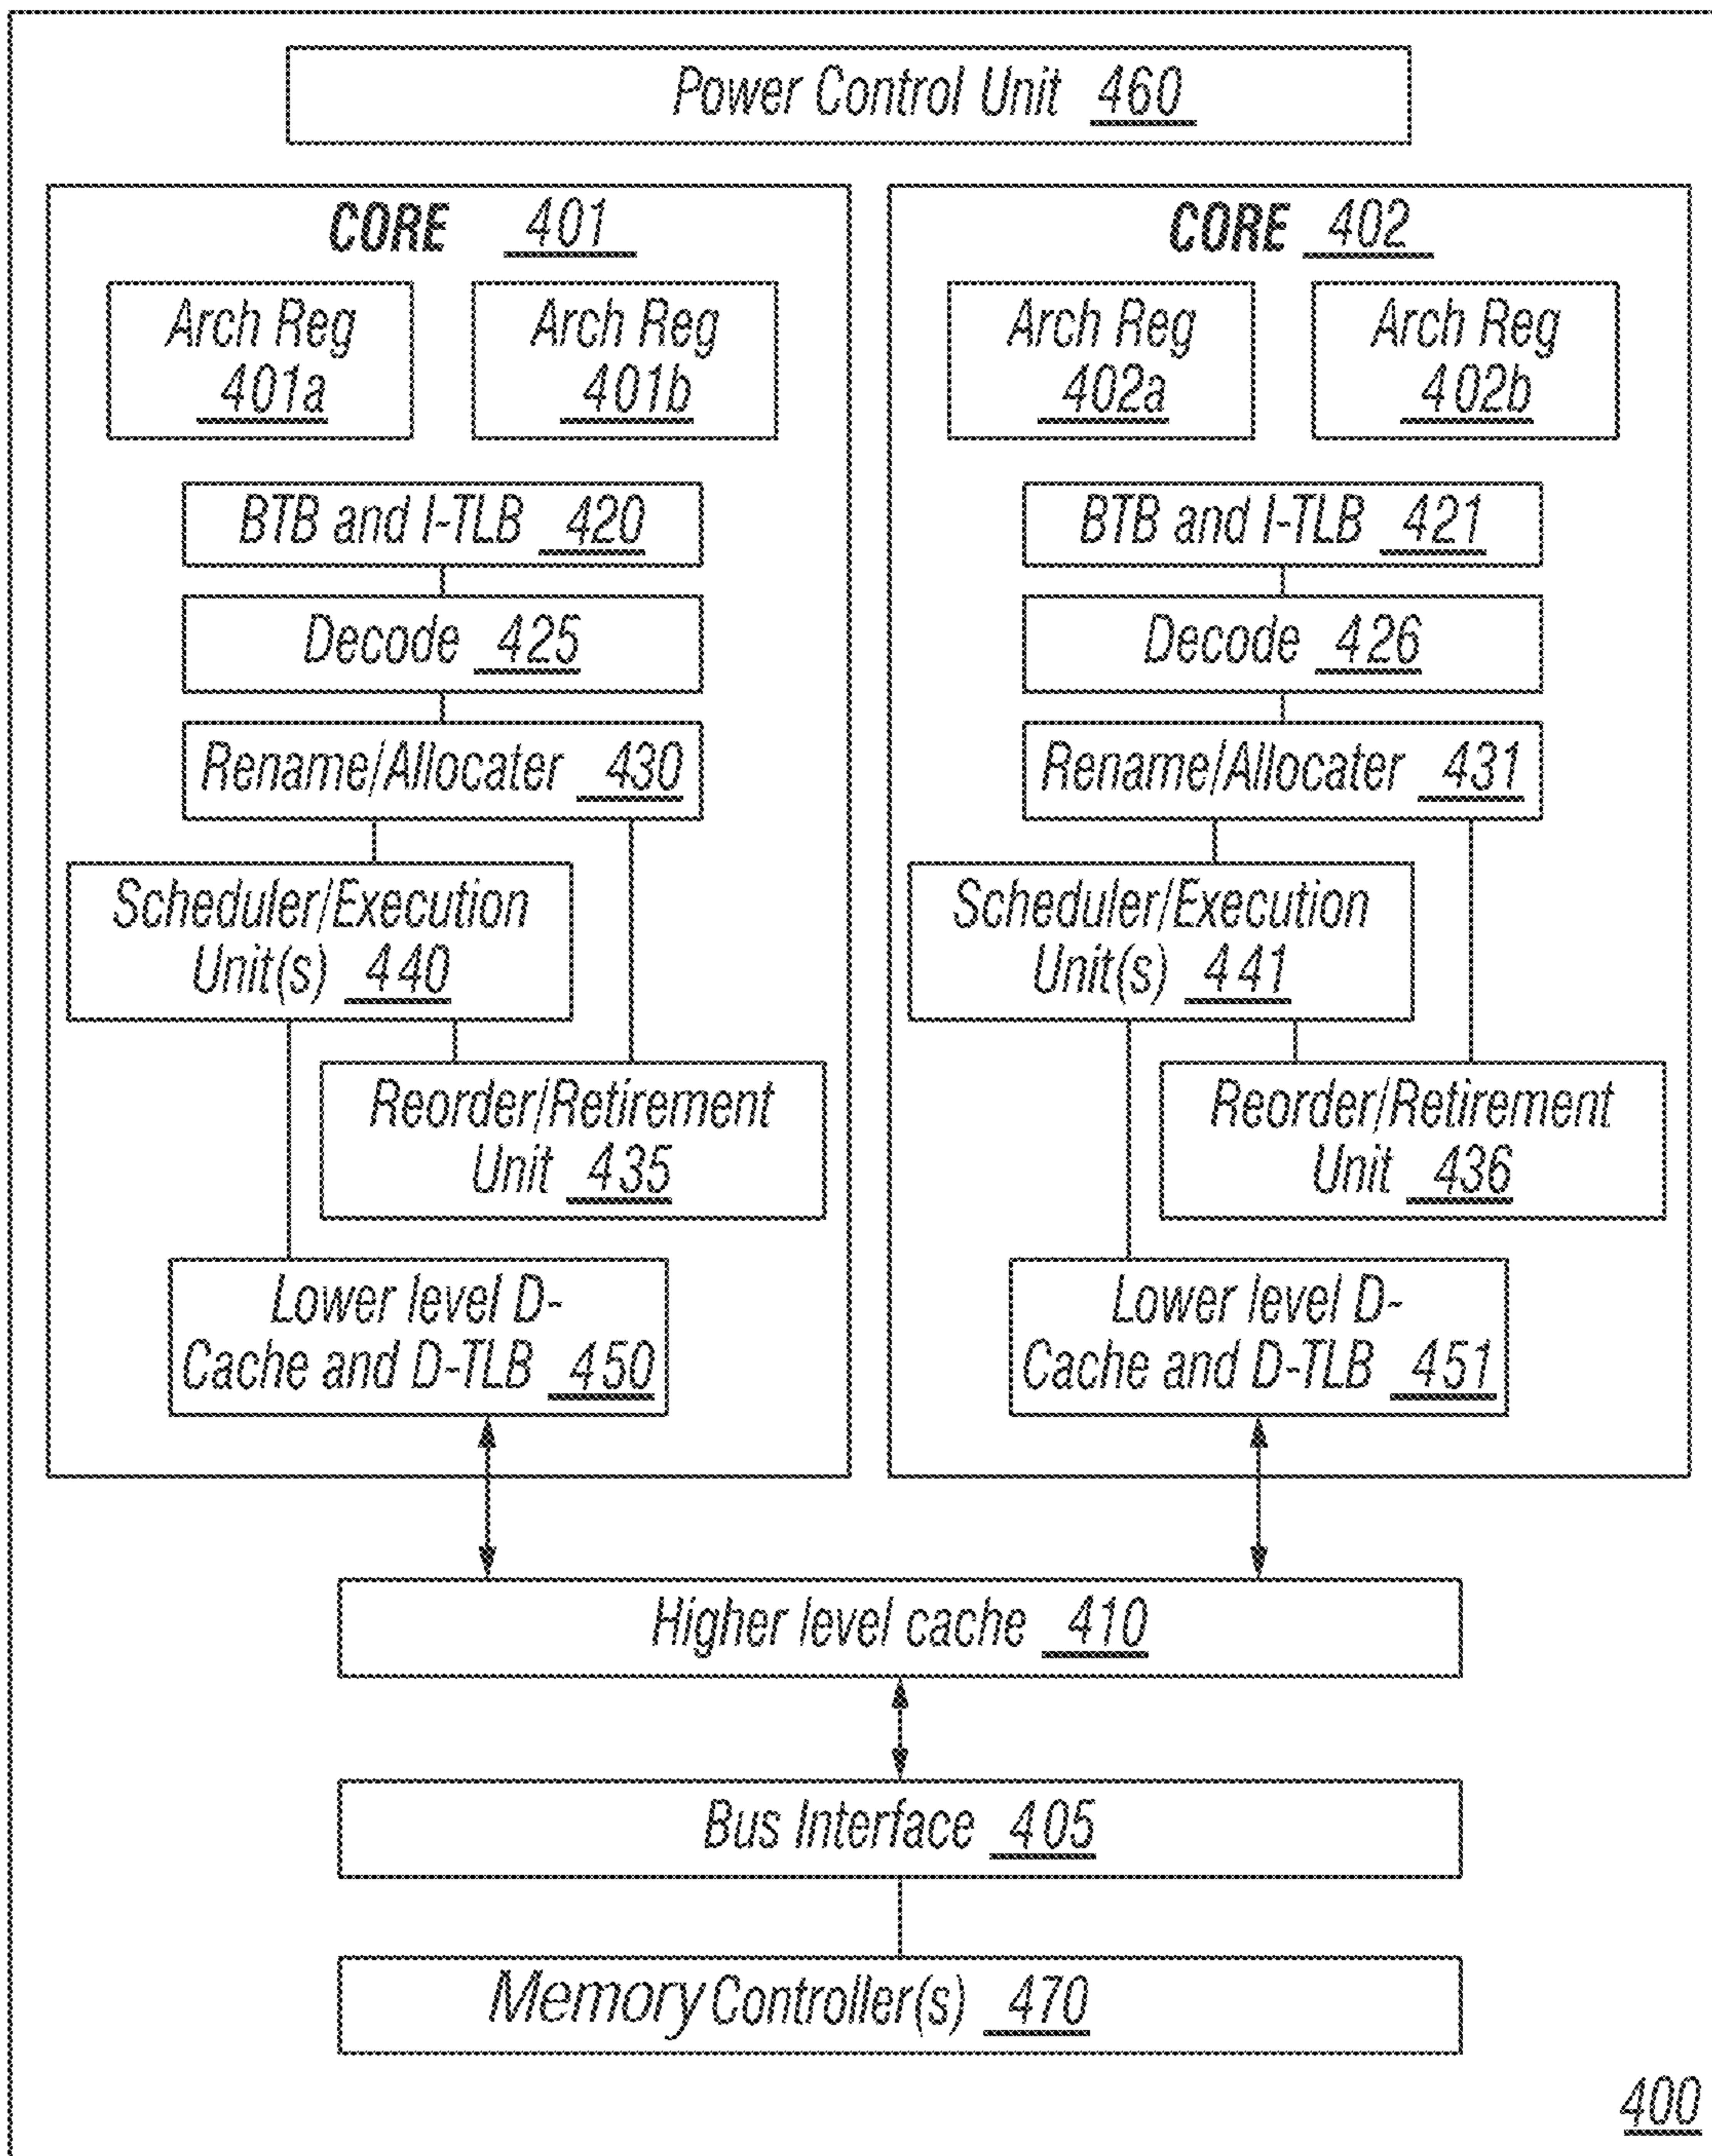 Power Control Unit 460
CORE 401
Arch Reg
401a
Arch Reg
401b
BTB and I-TLB 420
Decode 425
Rename/Allocater 430
Scheduler/Execution
Unit(s) 440
Reorder/Retirement
Unit 435
Lower level D-
Cache and D-TLB 450
CORE 402
Arch Reg
402a
Arch Reg
402b
BTB and I-TLB 421
Decode 426
Rename/Allocater 431
Scheduler/Execution
Unit(s) 441
Reorder/Retirement
Unit 436
Lower level D-
Cache and D-TLB 451
Higher level cache 410
Bus Interface 405
Memory Controller(s) 470
400